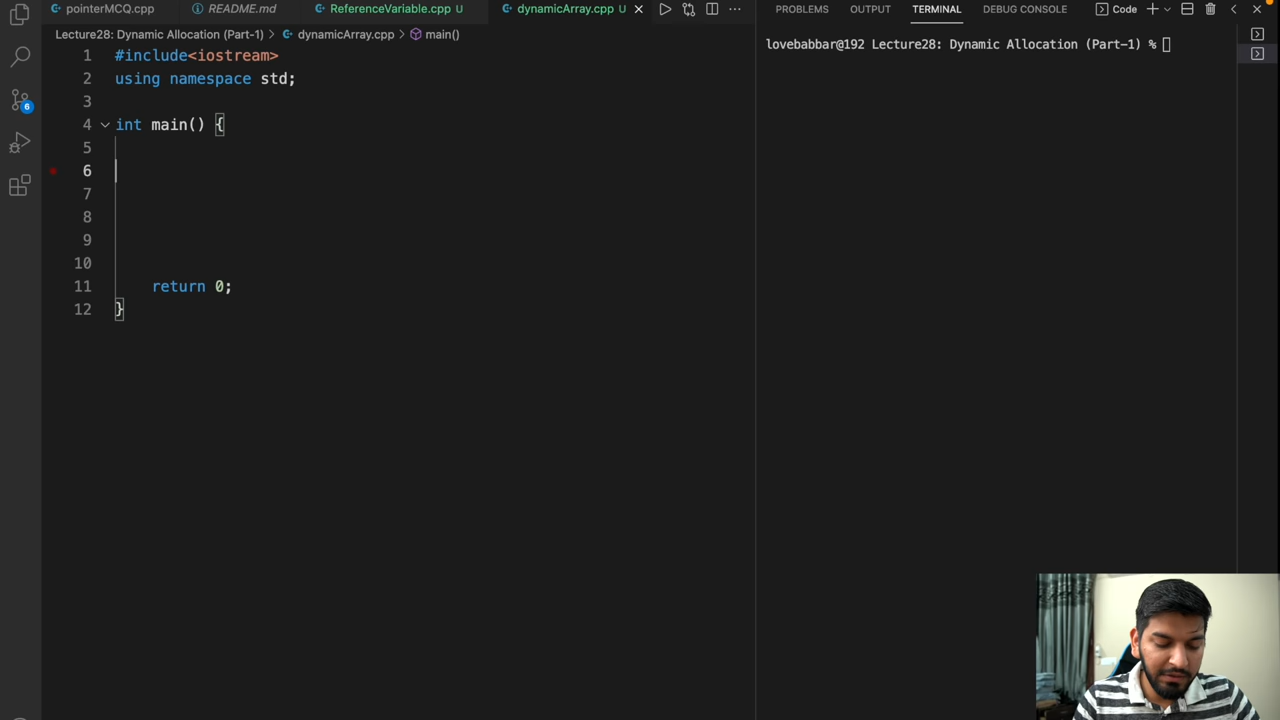 pointerMCQ.cpp README.md ReferenceVariable.cpp U dynamicArray.cpp U
PROBLEMS OUTPUT TERMINAL DEBUG CONSOLE Code
Lecture28: Dynamic Allocation (Part-1) > dynamicArray.cpp > main()
lovebabbar@192 Lecture28: Dynamic Allocation (Part-1) %
6
1 #include<iostream>
2 using namespace std;
3
4 int main() {
5
6
7
8
9
10
11 return 0;
12 }